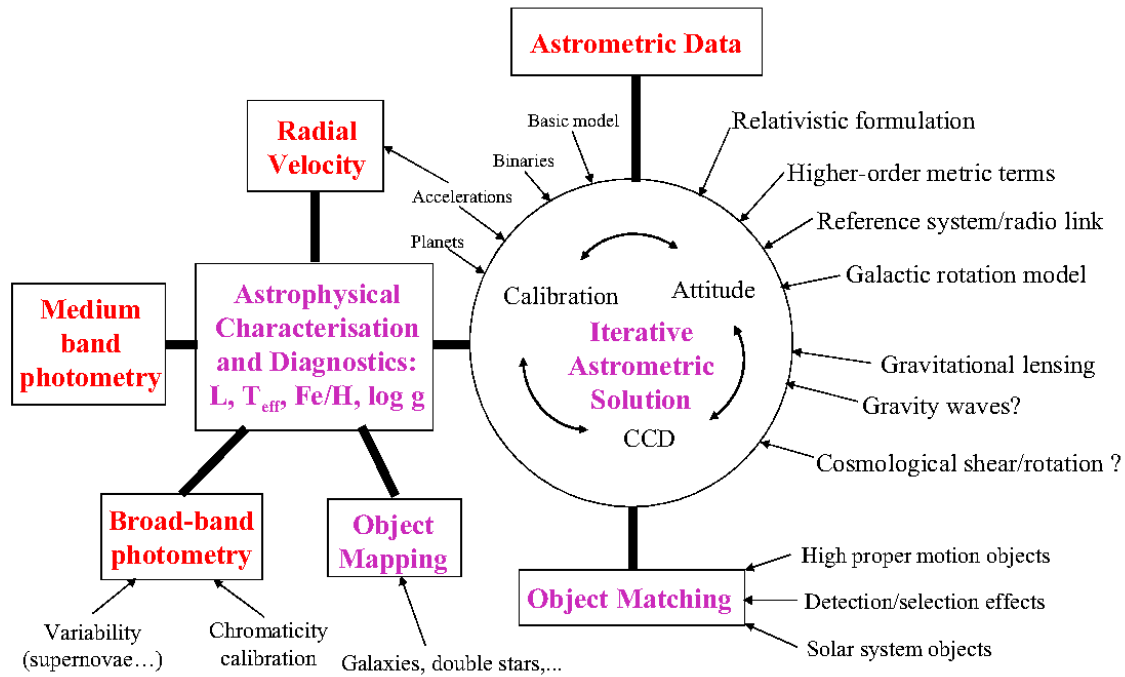 Astrometric Data
Radial
Velocity
Basic model
Binaries
Accelerations
Planets
Relativistic formulation
Higher-order metric terms
Reference system/radio link
Galactic rotation model
Gravitational lensing
Gravity waves?
Cosmological shear/rotation ?
Calibration
Attitude
Iterative
Astrometric
Solution
CCD
Medium
band
photometry
Astrophysical
Characterisation
and Diagnostics:
L, Teff, Fe/H, log g
Broad-band
photometry
Object
Mapping
Variability
(supernovae…)
Chromaticity
calibration
Galaxies, double stars,...
Object Matching
High proper motion objects
Detection/selection effects
Solar system objects